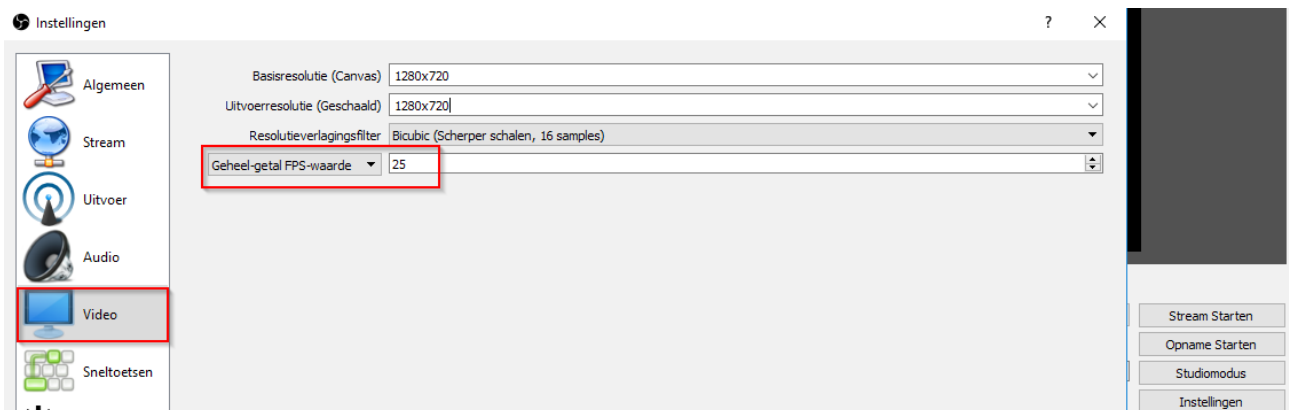 Instellingen
?
Algemeen
Stream
Uitvoer
Audio
Video
Sneltoetsen
Basisresolutie (Canvas) 1280x720
Uitvoerresolutie (Geschaald) 1280x720
Resolutieverlagingsfilter Bicubic (Scherper schalen, 16 samples)
Geheel-getal FPS-waarde 25
Stream Starten
Opname Starten
Studiomodus
Instellingen